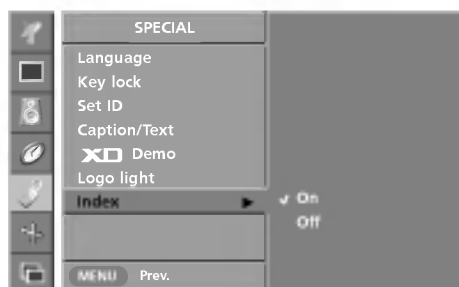 SPECIAL
Language
Key lock
Set ID
Caption/Text
XD Demo
Logo light
Index
On
Off
MENU Prev.